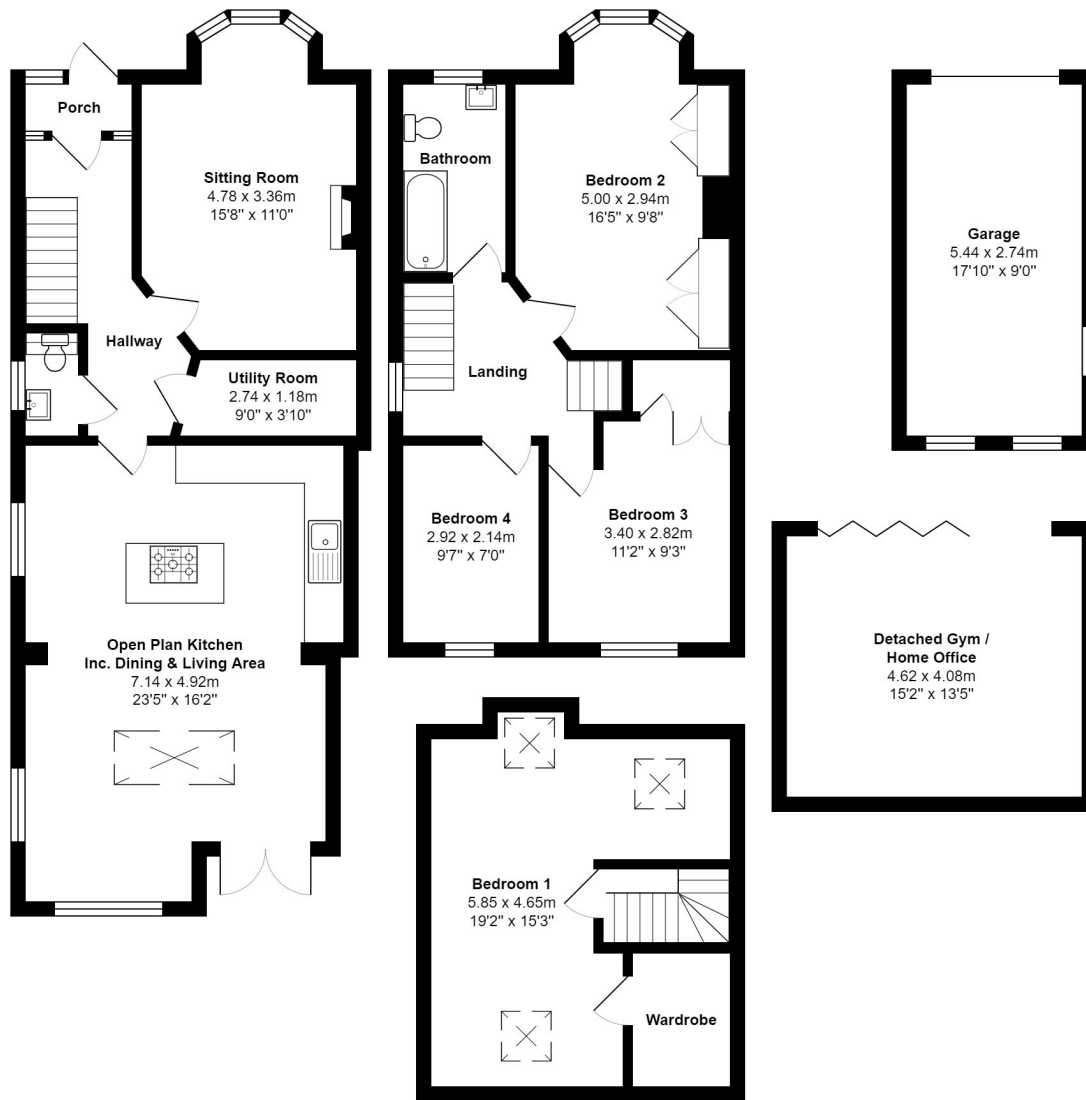 Porch
Sitting Room
4.78 x 3.36m
15'8" x 11'0"
Hallway
Utility Room
2.74 x 1.18m
9'0" x 3'10"
Open Plan Kitchen
Inc. Dining & Living Area
7.14 x 4.92m
23'5" x 16'2"
Bathroom
Bedroom 2
5.00 x 2.94m
16'5" x 9'8"
Landing
Bedroom 4
2.92 x 2.14m
9'7" x 7'0"
Bedroom 3
3.40 x 2.82m
11'2" x 9'3"
Bedroom 1
5.85 x 4.65m
19'2" x 15'3"
Wardrobe
Garage
5.44 x 2.74m
17'10" x 9'0"
Detached Gym /
Home Office
4.62 x 4.08m
15'2" x 13'5"